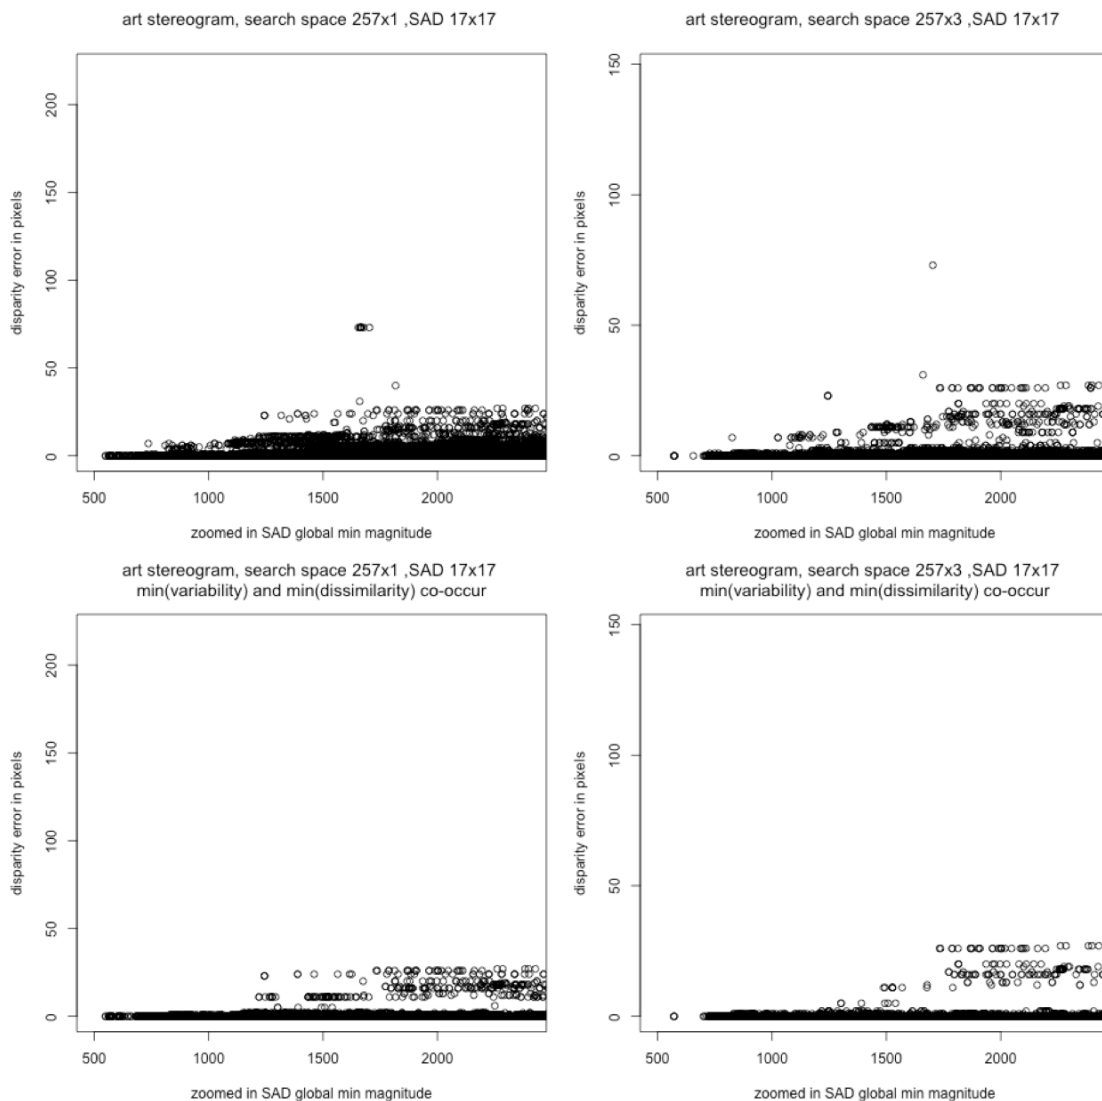 art stereogram, search space 257x1 ,SAD 17x17
disparity error in pixels
200
150
100
50
0
500 1000 1500 2000
zoomed in SAD global min magnitude
art stereogram, search space 257x3 ,SAD 17x17
disparity error in pixels
150
100
50
0
500 1000 1500 2000
zoomed in SAD global min magnitude
art stereogram, search space 257x1 ,SAD 17x17
min(variability) and min(dissimilarity) co-occur
disparity error in pixels
200
150
100
50
0
500 1000 1500 2000
zoomed in SAD global min magnitude
art stereogram, search space 257x3 ,SAD 17x17
min(variability) and min(dissimilarity) co-occur
disparity error in pixels
150
100
50
0
500 1000 1500 2000
zoomed in SAD global min magnitude